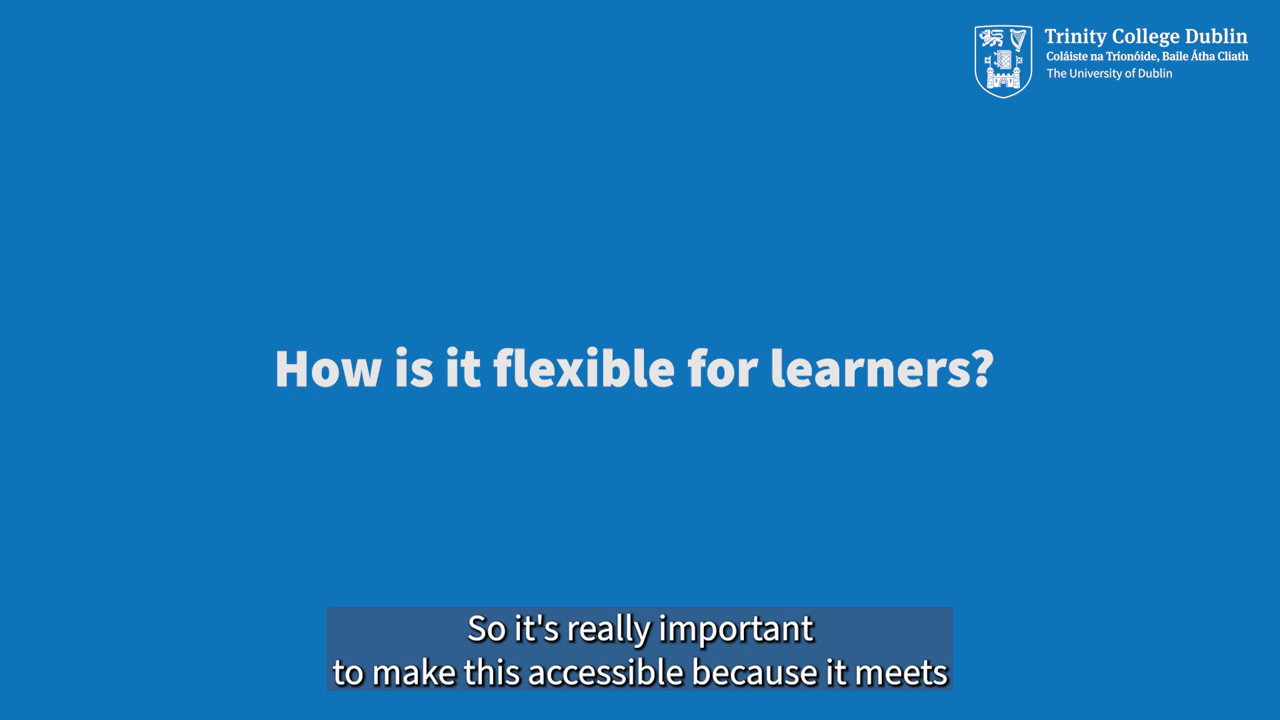 Trinity College Dublin
Coláiste na Tríonóide, Baile Átha Cliath
The University of Dublin
How is it flexible for learners?
So it's really important
to make this accessible because it meets